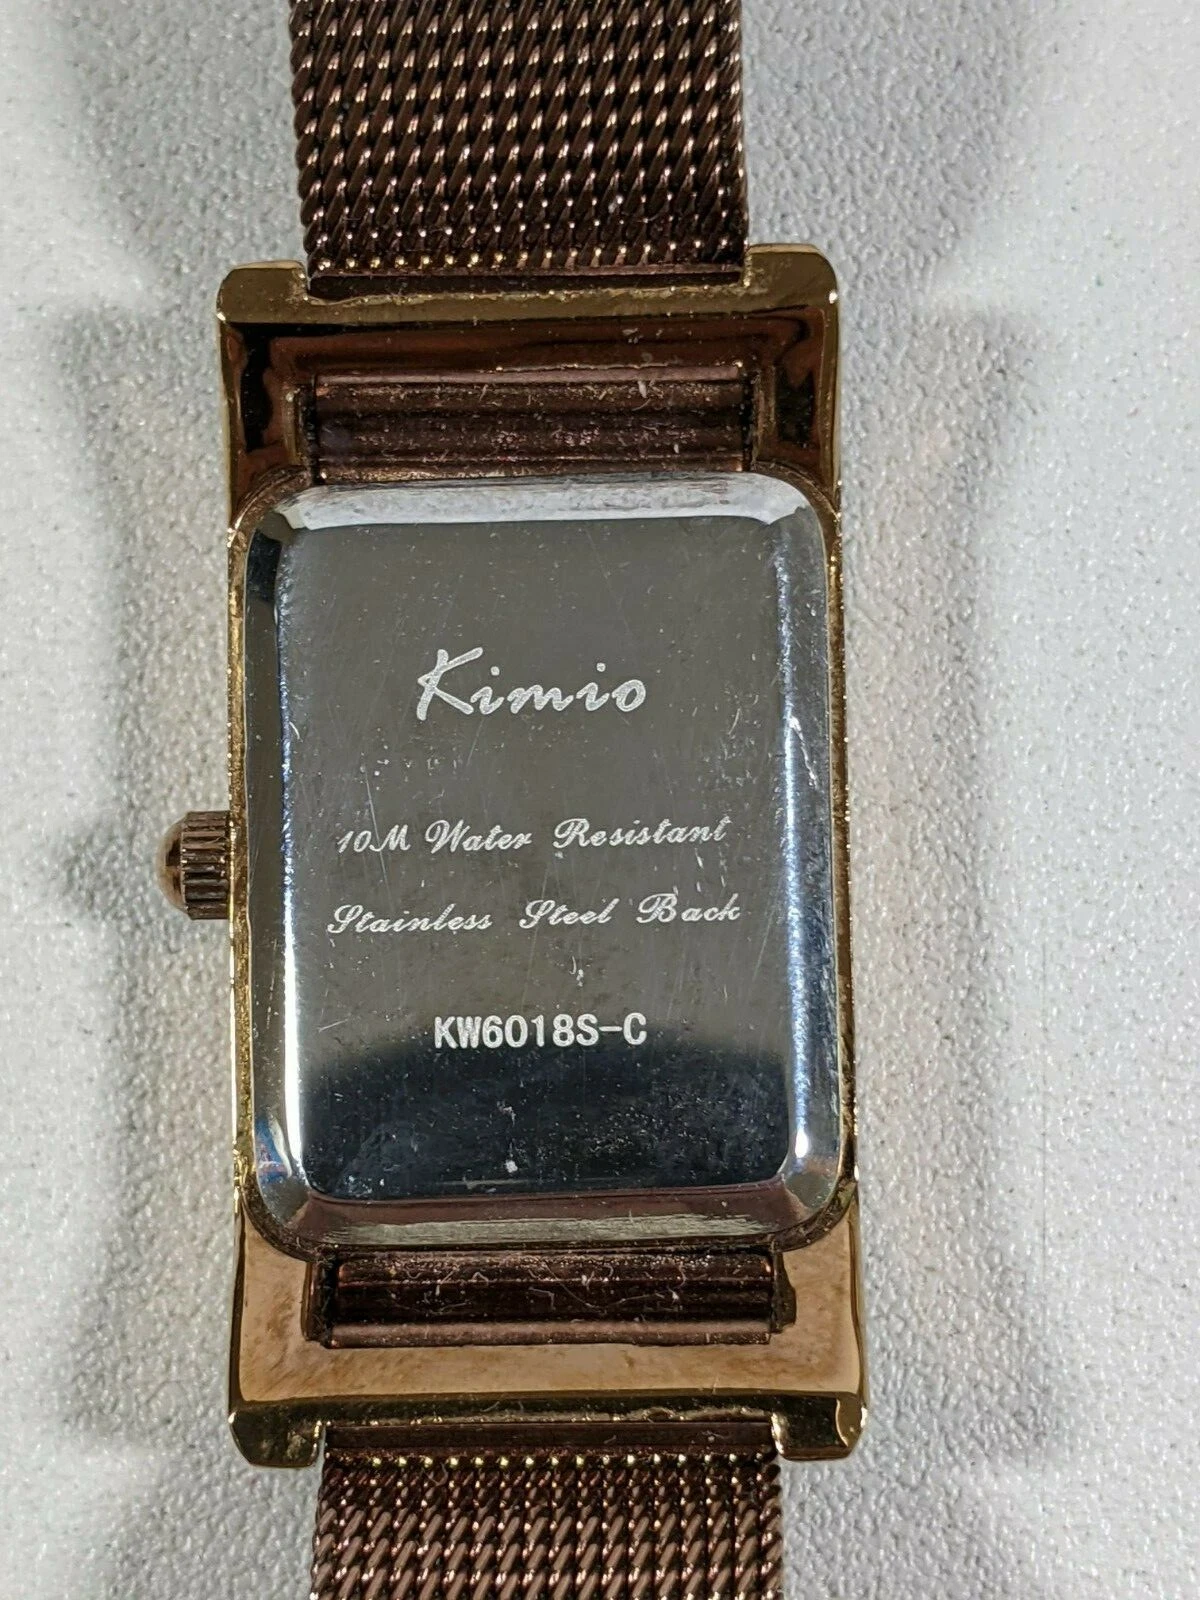 Kimio
10M Water Resistant
Stainless Steel Back
KW6018S-C